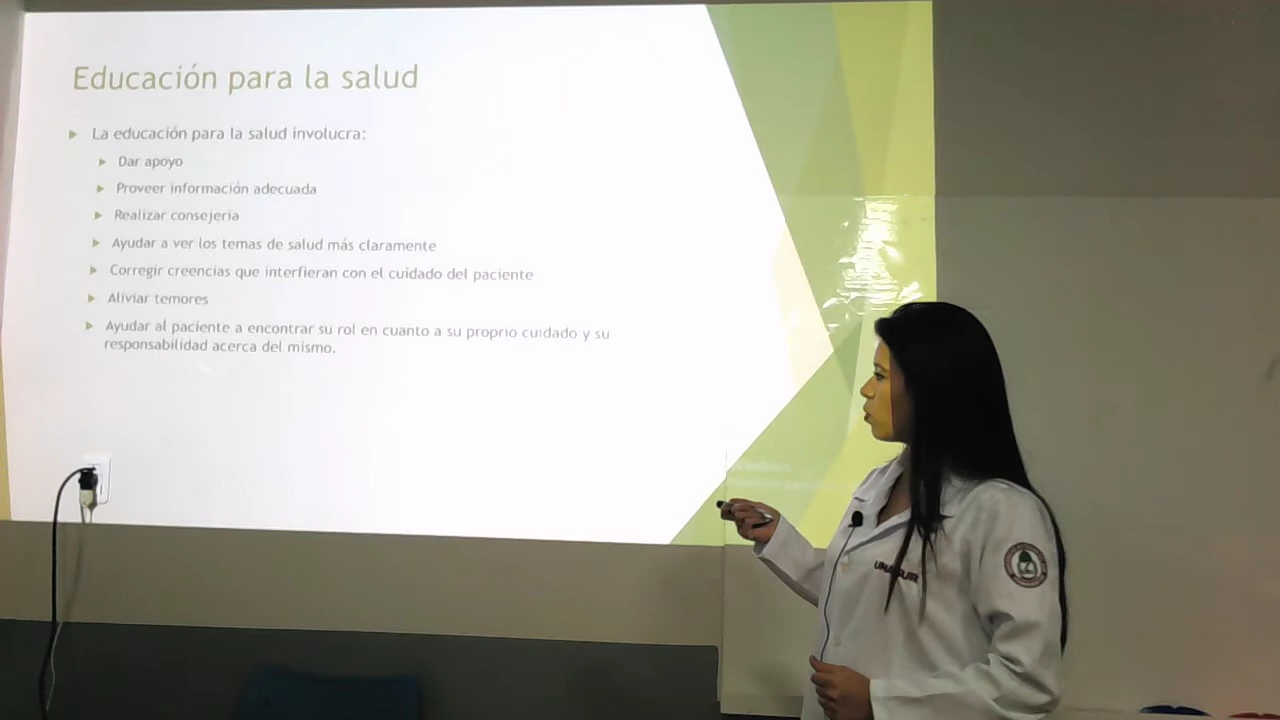 Educación para la salud
La educación para la salud involucra:
Dar apoyo
Proveer información adecuada
Realizar consejería
Ayudar a ver los temas de salud más claramente
Corregir creencias que interfieran con el cuidado del paciente
Aliviar temores
Ayudar al paciente a encontrar su rol en cuanto a su propio cuidado y su
responsabilidad acerca del mismo.